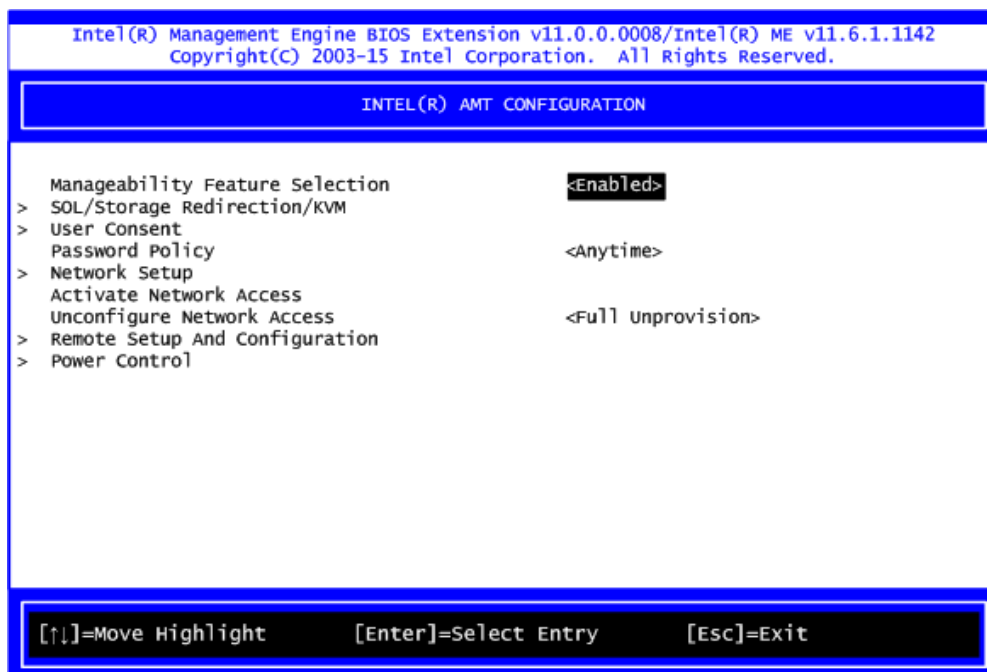 Intel(R) Management Engine BIOS Extension v11.0.0.0008/Intel(R) ME v11.6.1.1142
Copyright(C) 2003-15 Intel Corporation. All Rights Reserved.
INTEL(R) AMT CONFIGURATION
Manageability Feature Selection <Enabled>
> SOL/Storage Redirection/KVM
> User Consent
Password Policy <Anytime>
> Network Setup
Activate Network Access
Unconfigure Network Access <Full Unprovision>
> Remote Setup And Configuration
> Power Control
[↑↓]=Move Highlight [Enter]=Select Entry [Esc]=Exit